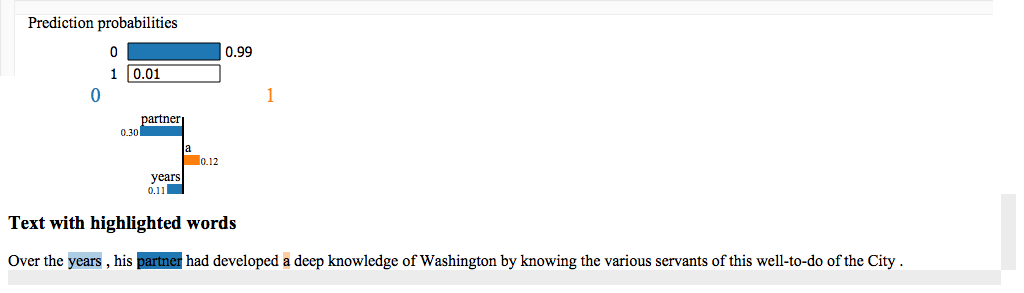 Prediction probabilities
0 0.99
1 0.01
0 1
partner
0.30
a
0.12
years
0.11
Text with highlighted words
Over the years , his partner had developed a deep knowledge of Washington by knowing the various servants of this well-to-do of the City .